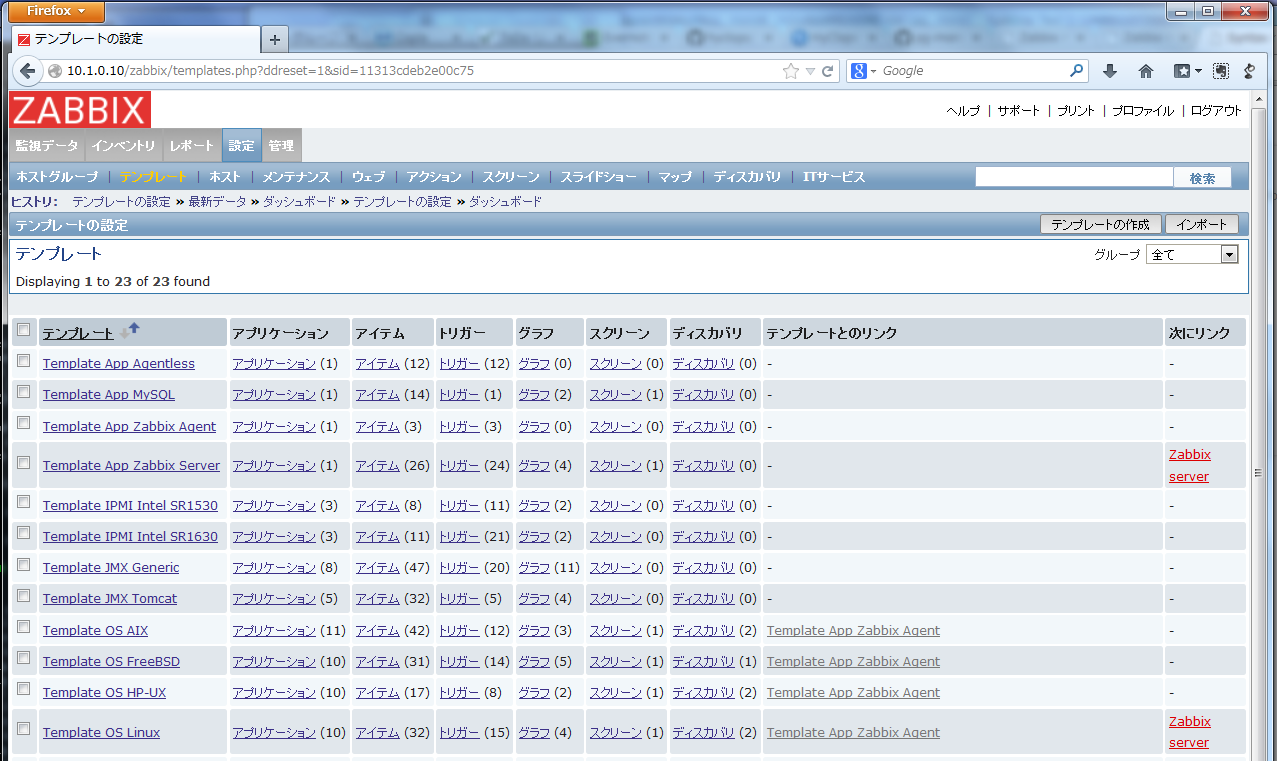 Firefox
テンプレートの設定
10.1.0.10/zabbix/templates.php?ddreset=1&sid=11313cdeb2e00c75
Google
ZABBIX
ヘルプ | サポート | プリント | プロファイル | ログアウト
監視データ インベントリ レポート 設定 管理
ホストグループ | テンプレート | ホスト | メンテナンス | ウェブ | アクション | スクリーン | スライドショー | マップ | ディスカバリ | ITサービス 検索
ヒストリ: テンプレートの設定 » 最新データ » ダッシュボード » テンプレートの設定 » ダッシュボード
テンプレートの設定 テンプレートの作成 インポート
テンプレート グループ 全て
Displaying 1 to 23 of 23 found
テンプレート アプリケーション アイテム トリガー グラフ スクリーン ディスカバリ テンプレートとのリンク 次にリンク
Template App Agentless アプリケーション (1) アイテム (12) トリガー (12) グラフ (0) スクリーン (0) ディスカバリ (0) - -
Template App MySQL アプリケーション (1) アイテム (14) トリガー (1) グラフ (2) スクリーン (1) ディスカバリ (0) - -
Template App Zabbix Agent アプリケーション (1) アイテム (3) トリガー (3) グラフ (0) スクリーン (0) ディスカバリ (0) - -
Template App Zabbix Server アプリケーション (1) アイテム (26) トリガー (24) グラフ (4) スクリーン (1) ディスカバリ (0) - Zabbix server
Template IPMI Intel SR1530 アプリケーション (3) アイテム (8) トリガー (11) グラフ (2) スクリーン (0) ディスカバリ (0) - -
Template IPMI Intel SR1630 アプリケーション (3) アイテム (11) トリガー (21) グラフ (2) スクリーン (0) ディスカバリ (0) - -
Template JMX Generic アプリケーション (8) アイテム (47) トリガー (20) グラフ (11) スクリーン (0) ディスカバリ (0) - -
Template JMX Tomcat アプリケーション (5) アイテム (32) トリガー (5) グラフ (4) スクリーン (0) ディスカバリ (0) - -
Template OS AIX アプリケーション (11) アイテム (42) トリガー (12) グラフ (3) スクリーン (1) ディスカバリ (2) Template App Zabbix Agent -
Template OS FreeBSD アプリケーション (10) アイテム (31) トリガー (14) グラフ (5) スクリーン (1) ディスカバリ (1) Template App Zabbix Agent -
Template OS HP-UX アプリケーション (10) アイテム (17) トリガー (8) グラフ (2) スクリーン (1) ディスカバリ (2) Template App Zabbix Agent -
Template OS Linux アプリケーション (10) アイテム (32) トリガー (15) グラフ (4) スクリーン (1) ディスカバリ (2) Template App Zabbix Agent Zabbix server